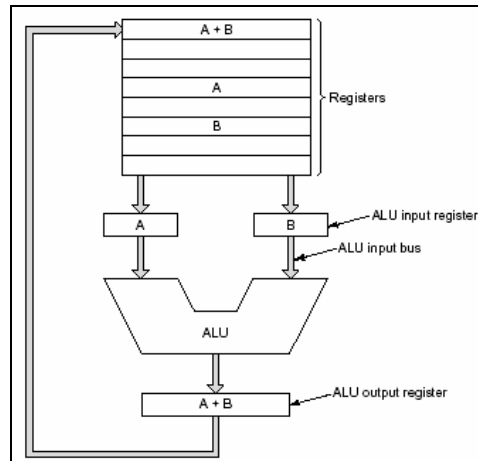 A + B
A
Registers
B
A
B
ALU input register
ALU input bus
ALU
A + B
ALU output register